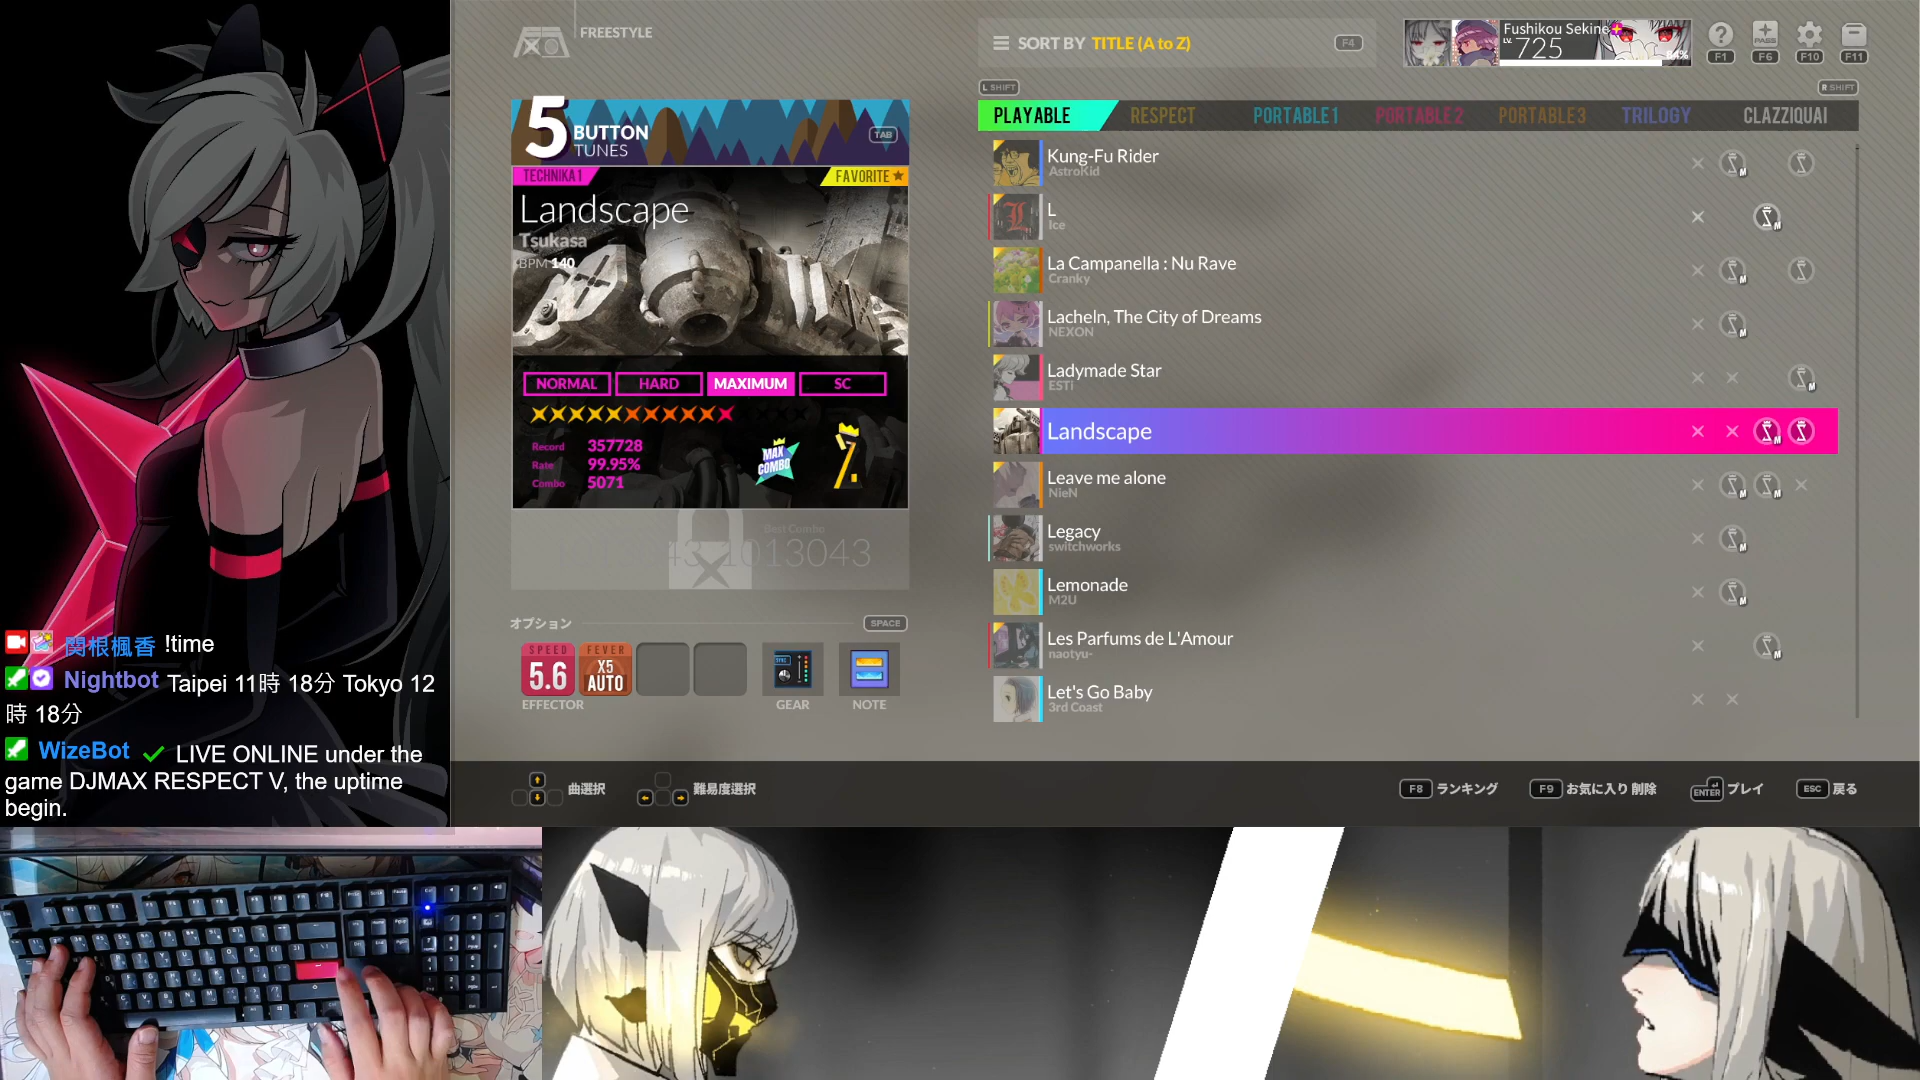 FREESTYLE
SORT BY TITLE (A to Z)
F4
Fushikou Sekine
LV. 725
F1
F6
F10
F11
L SHIFT
R SHIFT
PLAYABLE
RESPECT
PORTABLE1
PORTABLE2
PORTABLE3
TRILOGY
CLAZZIQUAI
5 BUTTON
TUNES
TAB
TECHNIKA1
FAVORITE
Landscape
Tsukasa
BPM 140
NORMAL
HARD
MAXIMUM
SC
Record 357728
Rate 99.95%
Combo 5071
MAX COMBO
Best Combo
1013043
オプション
SPACE
SPEED
5.6
FEVER
X5
AUTO
EFFECTOR
GEAR
NOTE
Kung-Fu Rider
AstroKid
L
Ice
La Campanella : Nu Rave
Cranky
Lacheln, The City of Dreams
NEXON
Ladymade Star
ESTi
Landscape
Leave me alone
NieN
Legacy
switchworks
Lemonade
M2U
Les Parfums de L'Amour
naotyu-
Let's Go Baby
3rd Coast
曲選択
難易度選択
F8 ランキング
F9 お気に入り 削除
ENTER プレイ
ESC 戻る
関根楓香 !time
Nightbot Taipei 11時 18分 Tokyo 12
時 18分
WizeBot LIVE ONLINE under the
game DJMAX RESPECT V, the uptime
begin.